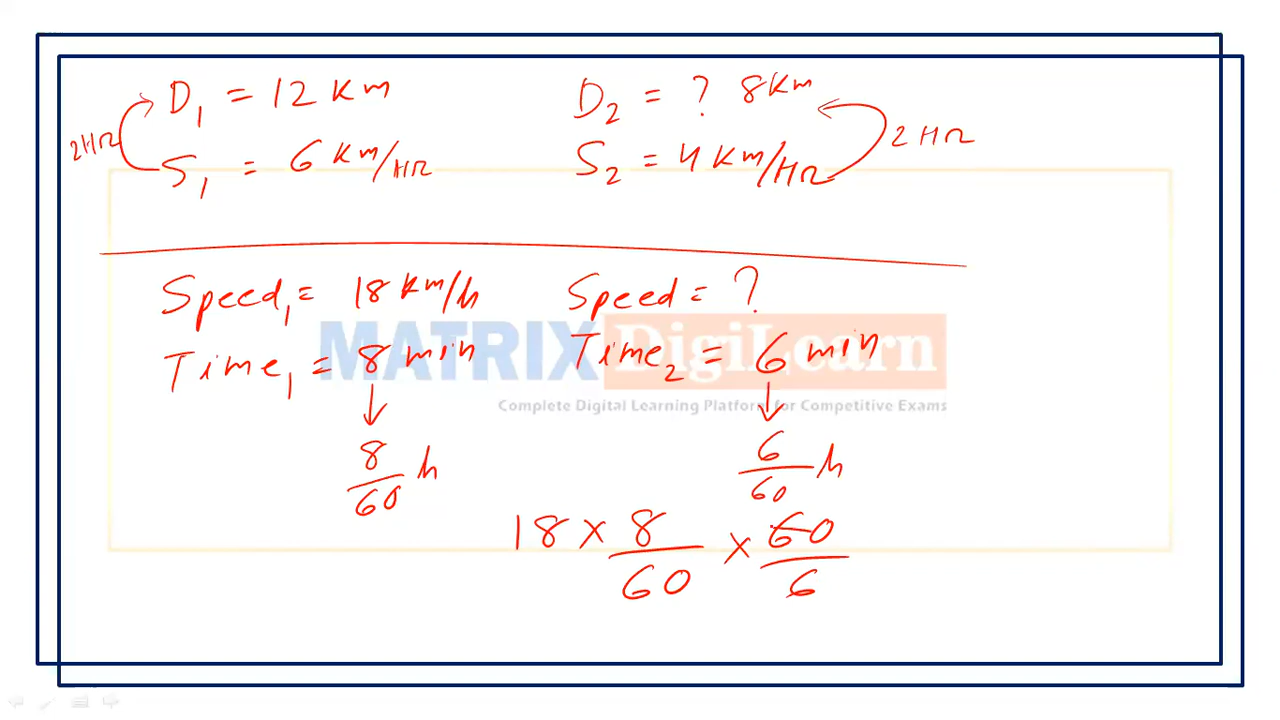 D1 = 12 Km
D2 = ? 8Km
2HR
2 HR
S1 = 6 Km/HR
S2 = 4 Km/HR
Speed1 = 18 Km/h
Speed = ?
MATRIX DigiLearn
Time1 = 8 min
Time2 = 6 min
Complete Digital Learning Platform for Competitive Exams
8/60 h
6/60 h
18 × 8/60 × 60/6